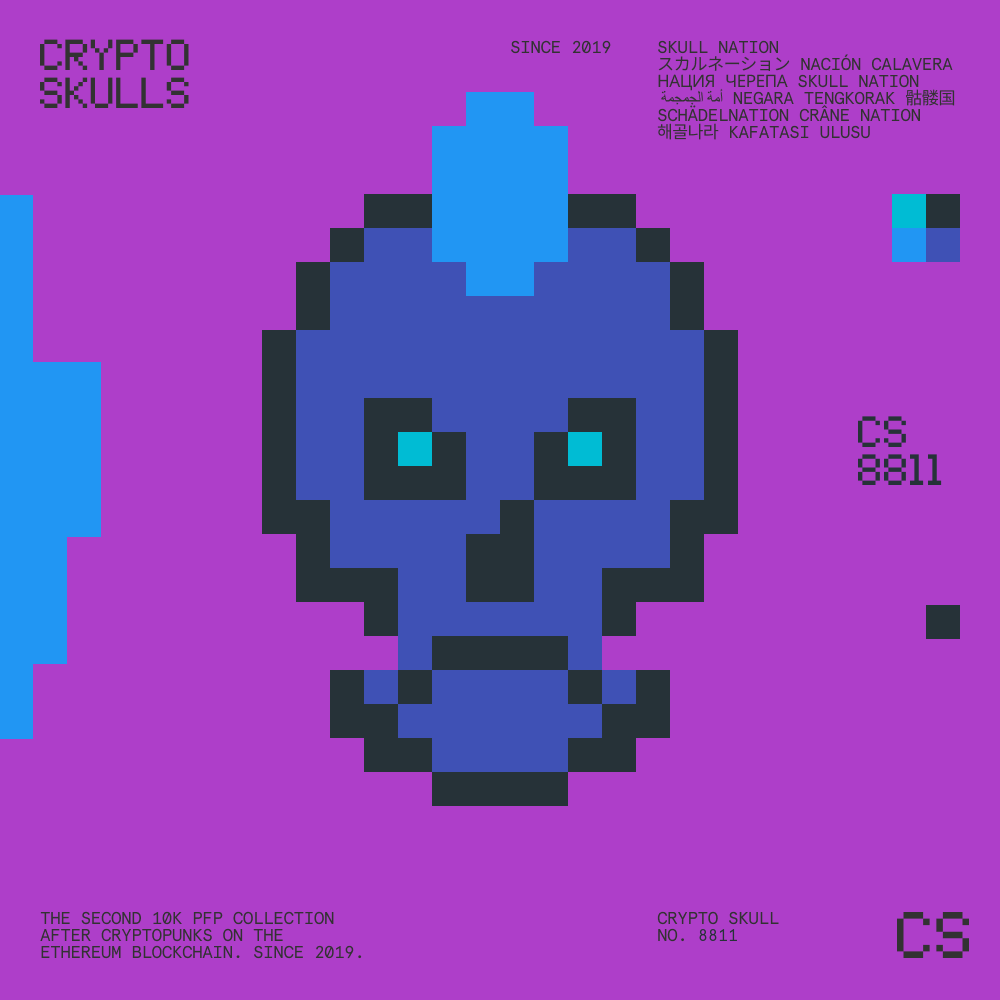 CRYPTO
SKULLS
SINCE 2019
SKULL NATION
スカルネーション NACIÓN CALAVERA
НАЦИЯ ЧЕРЕПА SKULL NATION
أمة الجمجمة NEGARA TENGKORAK 骷髅国
SCHÄDELNATION CRÂNE NATION
해골나라 KAFATASI ULUSU
CS
8811
THE SECOND 10K PFP COLLECTION
AFTER CRYPTOPUNKS ON THE
ETHEREUM BLOCKCHAIN. SINCE 2019.
CRYPTO SKULL
NO. 8811
CS